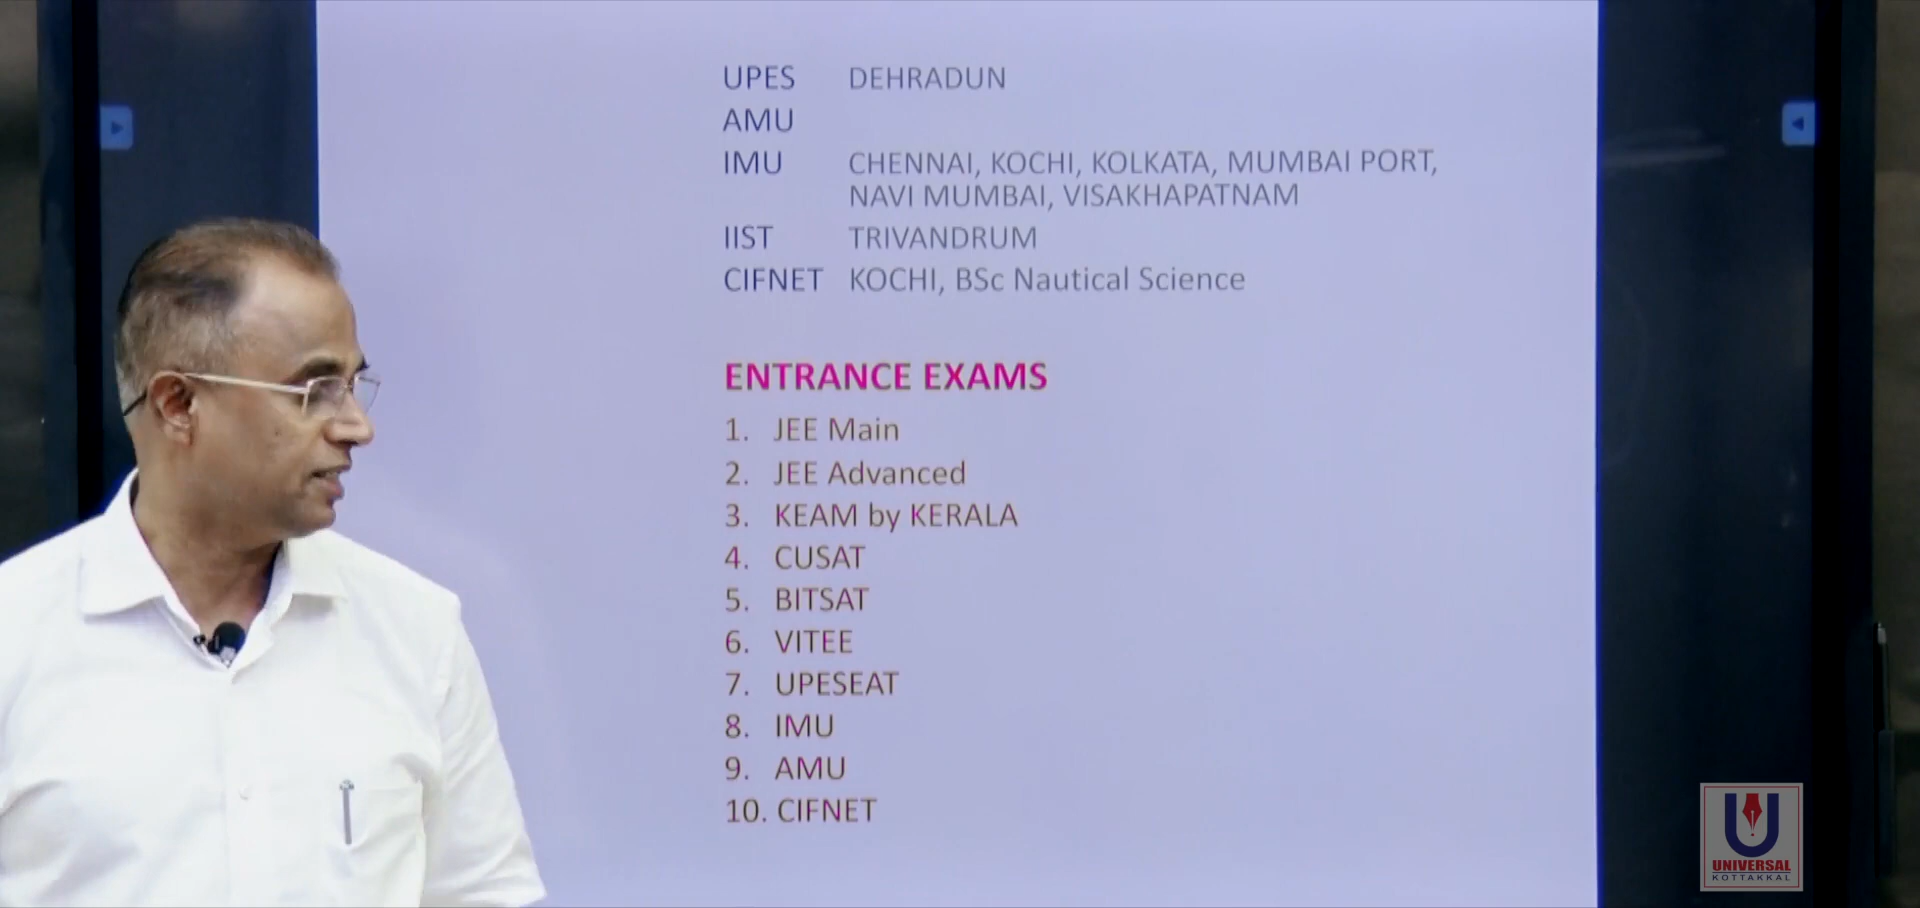 UPES DEHRADUN
AMU
IMU CHENNAI, KOCHI, KOLKATA, MUMBAI PORT,
NAVI MUMBAI, VISAKHAPATNAM
IIST TRIVANDRUM
CIFNET KOCHI, BSc Nautical Science
ENTRANCE EXAMS
1. JEE Main
2. JEE Advanced
3. KEAM by KERALA
4. CUSAT
5. BITSAT
6. VITEE
7. UPESEAT
8. IMU
9. AMU
10. CIFNET
U
UNIVERSAL
KOTTAKKAL